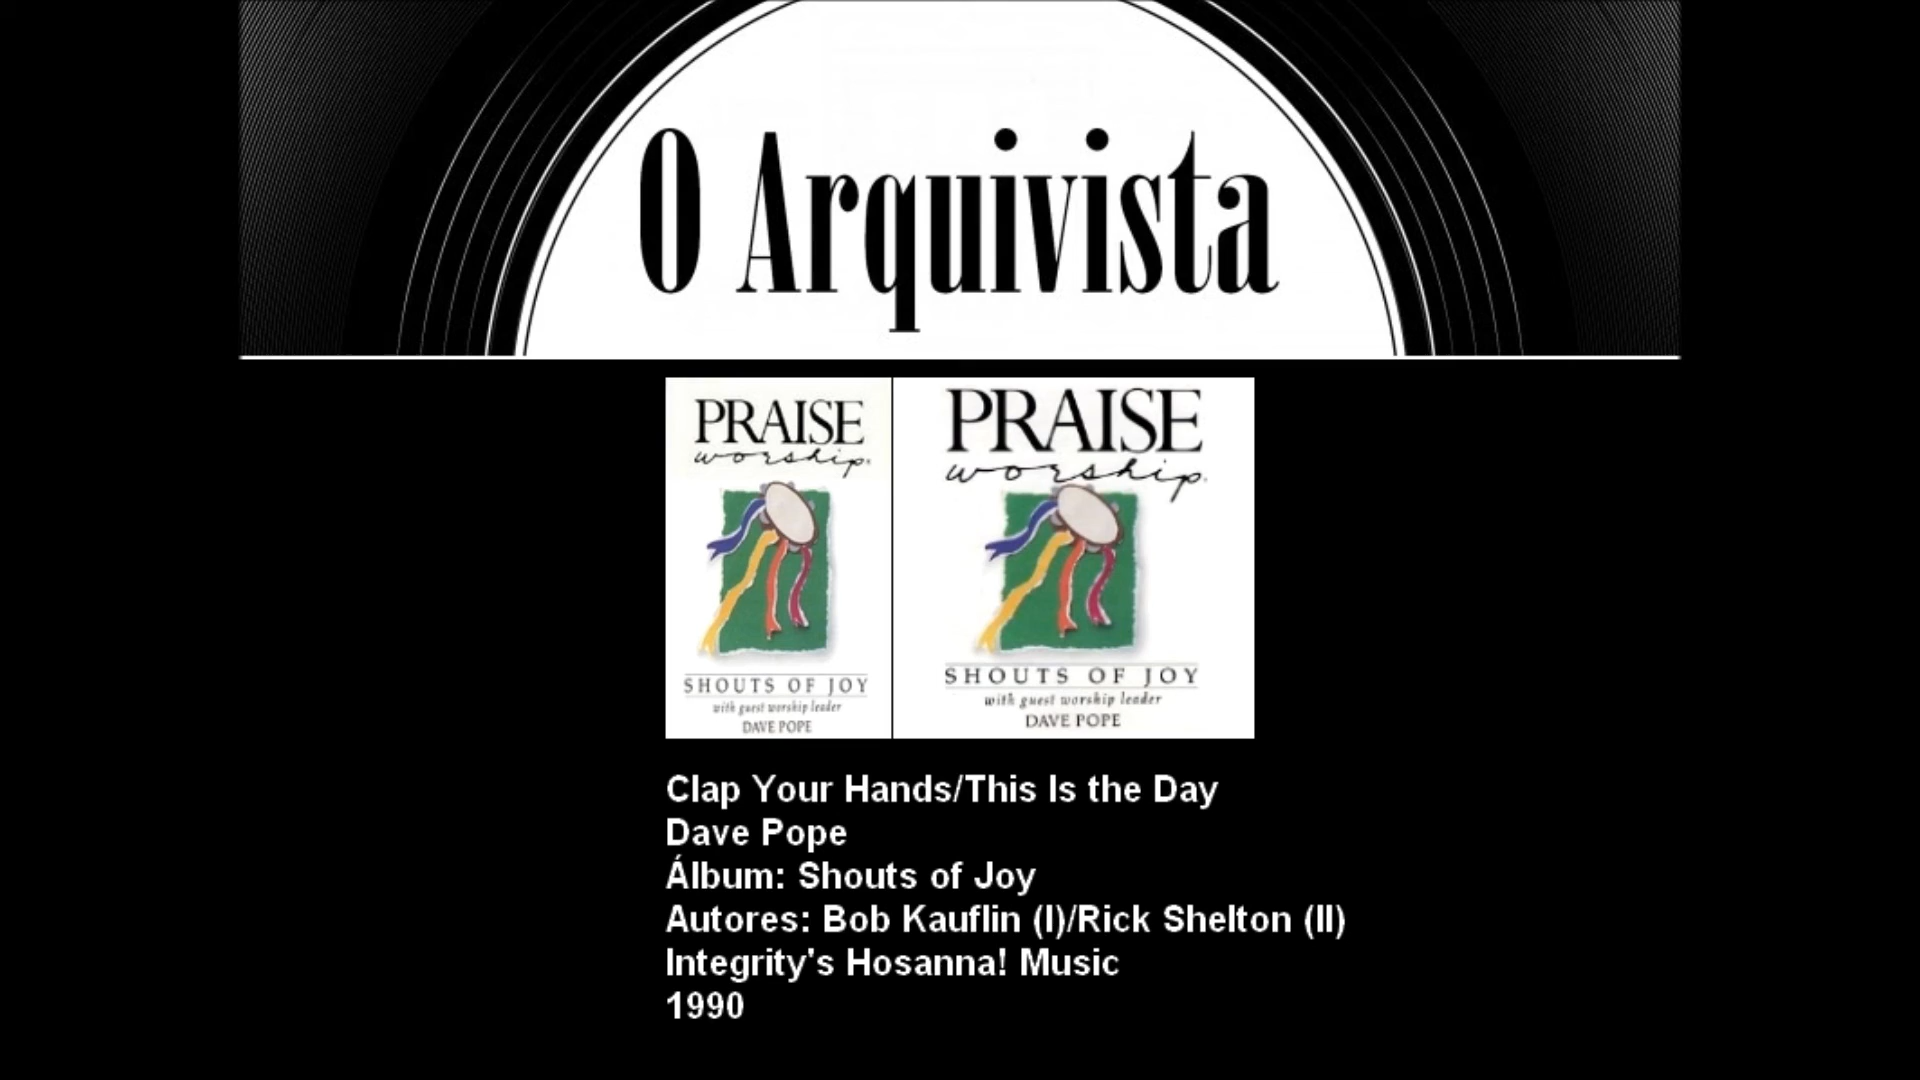 O Arquivista
PRAISE
worship.
SHOUTS OF JOY
with guest worship leader
DAVE POPE
PRAISE
worship.
SHOUTS OF JOY
with guest worship leader
DAVE POPE
Clap Your Hands/This Is the Day
Dave Pope
Álbum: Shouts of Joy
Autores: Bob Kauflin (I)/Rick Shelton (II)
Integrity's Hosanna! Music
1990